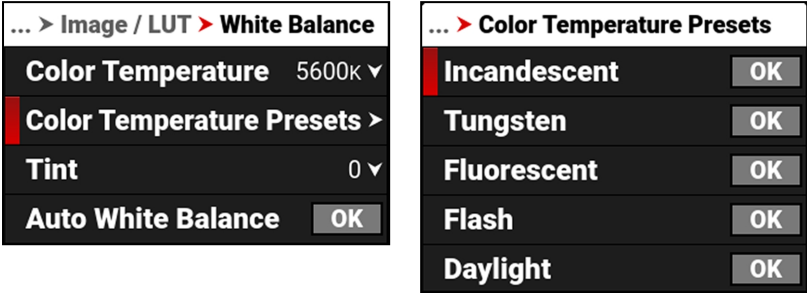 ... > Image / LUT > White Balance
Color Temperature 5600K
Color Temperature Presets >
Tint 0
Auto White Balance OK
... > Color Temperature Presets
Incandescent OK
Tungsten OK
Fluorescent OK
Flash OK
Daylight OK